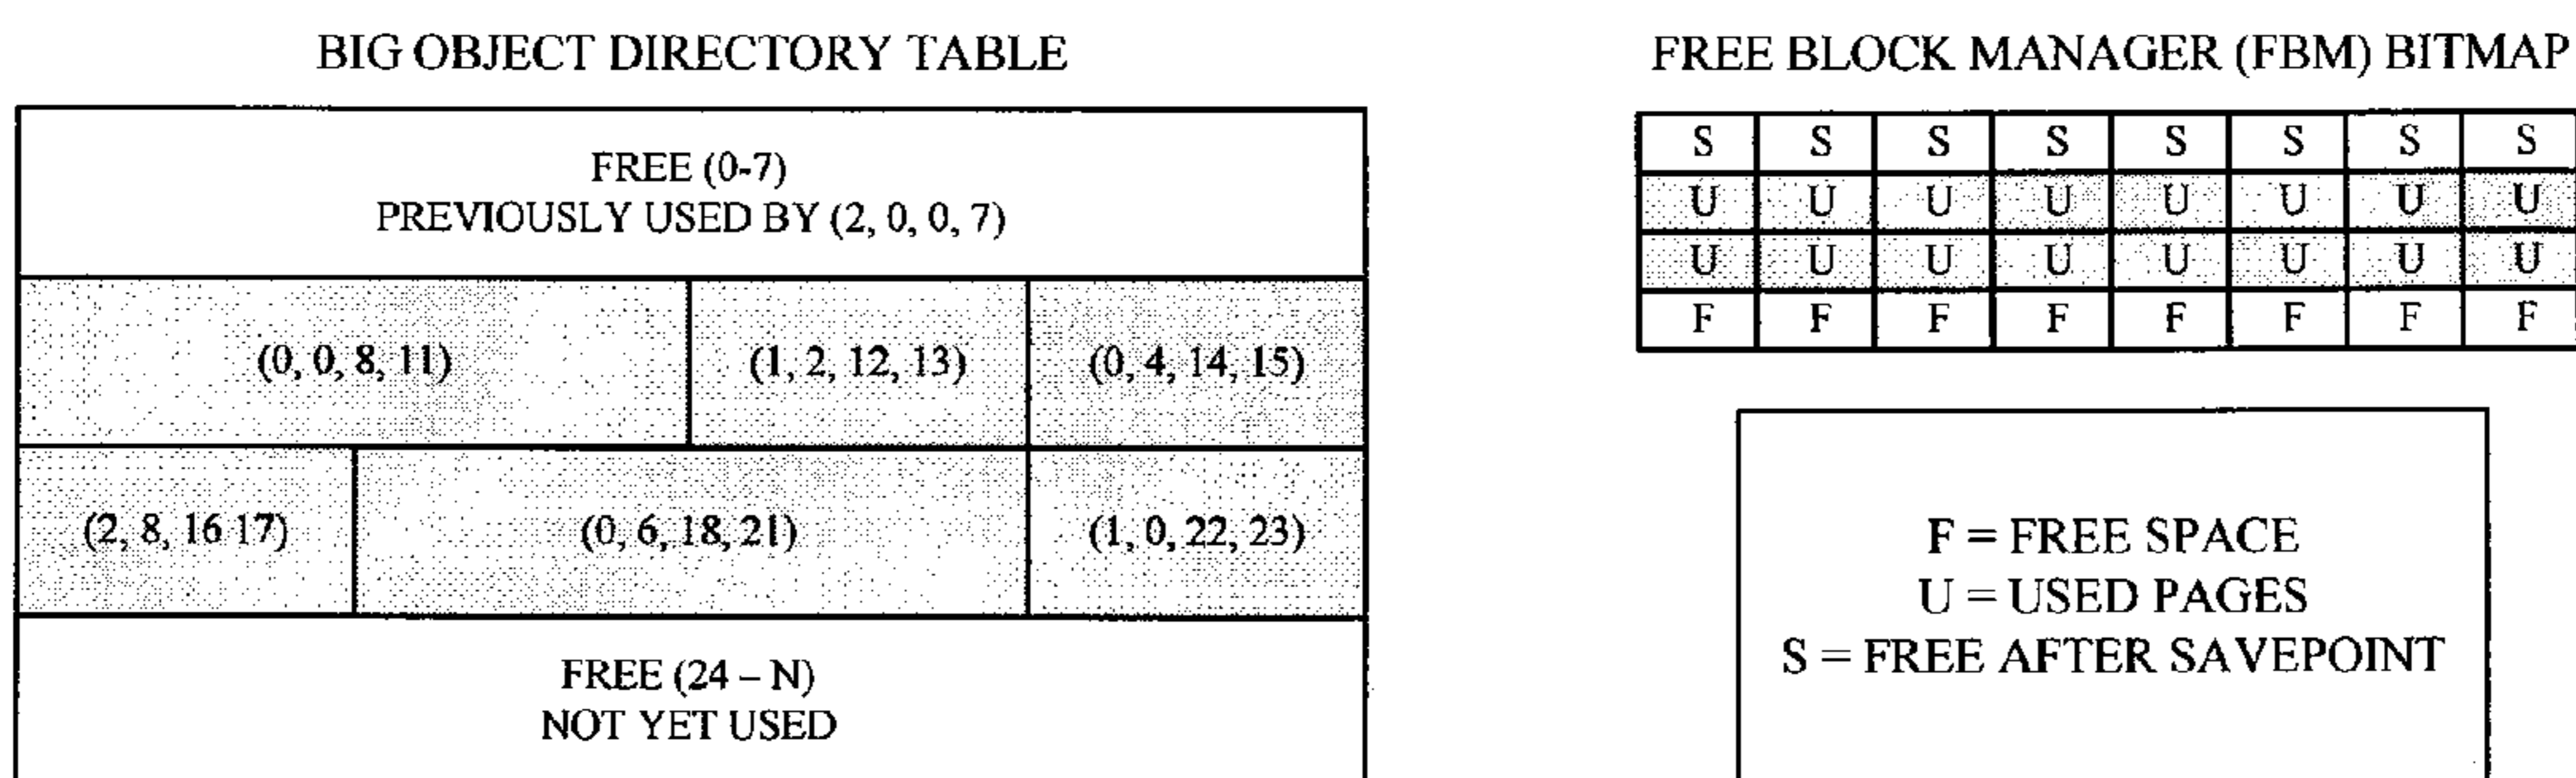 BIG OBJECT DIRECTORY TABLE
FREE (0-7)
PREVIOUSLY USED BY (2, 0, 0, 7)
(0, 0, 8, 11) (1, 2, 12, 13) (0, 4, 14, 15)
(2, 8, 16 17) (0, 6, 18, 21) (1, 0, 22, 23)
FREE (24 – N)
NOT YET USED
FREE BLOCK MANAGER (FBM) BITMAP
S S S S S S S S
U U U U U U U U
U U U U U U U U
F F F F F F F F
F = FREE SPACE
U = USED PAGES
S = FREE AFTER SAVEPOINT